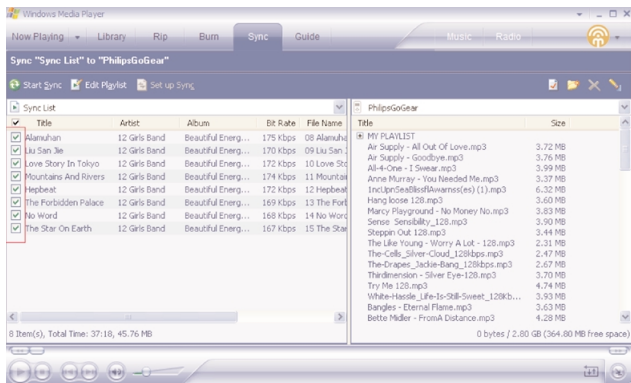 Windows Media Player
Now Playing Library Rip Burn Sync Guide Music Radio
Sync "Sync List" to "PhilipsGoGear"
Start Sync Edit Playlist Set up Sync
Sync List
Title Artist Album Bit Rate File Name
Alamuhan 12 Girls Band Beautiful Energ... 175 Kbps 08 Alamuha
Liu San Jie 12 Girls Band Beautiful Energ... 170 Kbps 09 Liu San J
Love Story In Tokyo 12 Girls Band Beautiful Energ... 172 Kbps 10 Love Sto
Mountains And Rivers 12 Girls Band Beautiful Energ... 174 Kbps 11 Mountai
Hepbeat 12 Girls Band Beautiful Energ... 172 Kbps 12 Hepbeat
The Forbidden Palace 12 Girls Band Beautiful Energ... 169 Kbps 13 The Forb
No Word 12 Girls Band Beautiful Energ... 168 Kbps 14 No Word
The Star On Earth 12 Girls Band Beautiful Energ... 167 Kbps 15 The Star
8 Item(s), Total Time: 37:18, 45.76 MB
PhilipsGoGear
Title Size
MY PLAYLIST
Air Supply - All Out Of Love.mp3 3.72 MB
Air Supply - Goodbye.mp3 3.76 MB
All-4-One - I Swear.mp3 3.99 MB
Anne Murray - You Needed Me.mp3 3.37 MB
IncUpnSeaBlissflAwarnss(es) (1).mp3 6.32 MB
Hang loose 128.mp3 3.60 MB
Marcy Playground - No Money No.mp3 3.83 MB
Sense Sensibility_128.mp3 3.90 MB
Steppin Out 128.mp3 3.44 MB
The Like Young - Worry A Lot - 128.mp3 2.31 MB
The-Cells_Silver-Cloud_128kbps.mp3 2.47 MB
The-Drapes_Jackie-Bang_128kbps.mp3 2.67 MB
Thirdimension - Silver Eye-128.mp3 3.70 MB
Try Me 128.mp3 4.74 MB
White-Hassle_Life-Is-Still-Sweet_128Kb... 3.93 MB
Bangles - Eternal Flame.mp3 3.63 MB
Bette Midler - FromA Distance.mp3 4.28 MB
0 bytes / 2.80 GB (364.80 MB free space)